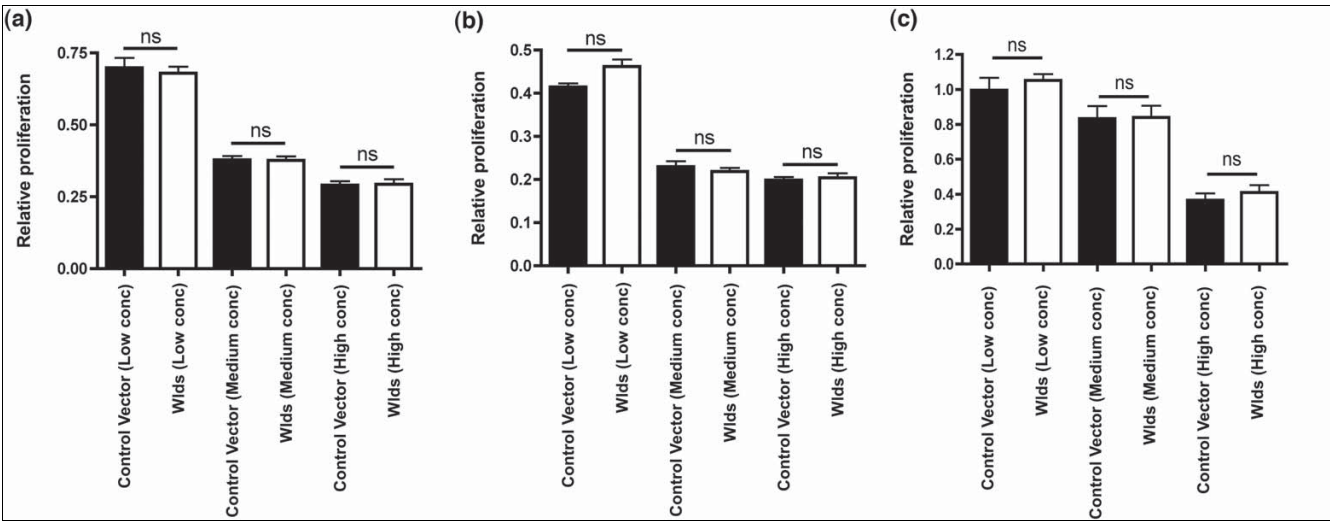 (a)
Relative proliferation
0.75
0.50
0.25
0.00
ns
ns
ns
Control Vector (Low conc)
Wlds (Low conc)
Control Vector (Medium conc)
Wlds (Medium conc)
Control Vector (High conc)
Wlds (High conc)
(b)
Relative proliferation
0.5
0.4
0.3
0.2
0.1
0.0
ns
ns
ns
Control Vector (Low conc)
Wlds (Low conc)
Control Vector (Medium conc)
Wlds (Medium conc)
Control Vector (High conc)
Wlds (High conc)
(c)
Relative proliferation
1.2
1.0
0.8
0.6
0.4
0.2
0.0
ns
ns
ns
Control Vector (Low conc)
Wlds (Low conc)
Control Vector (Medium conc)
Wlds (Medium conc)
Control Vector (High conc)
Wlds (High conc)